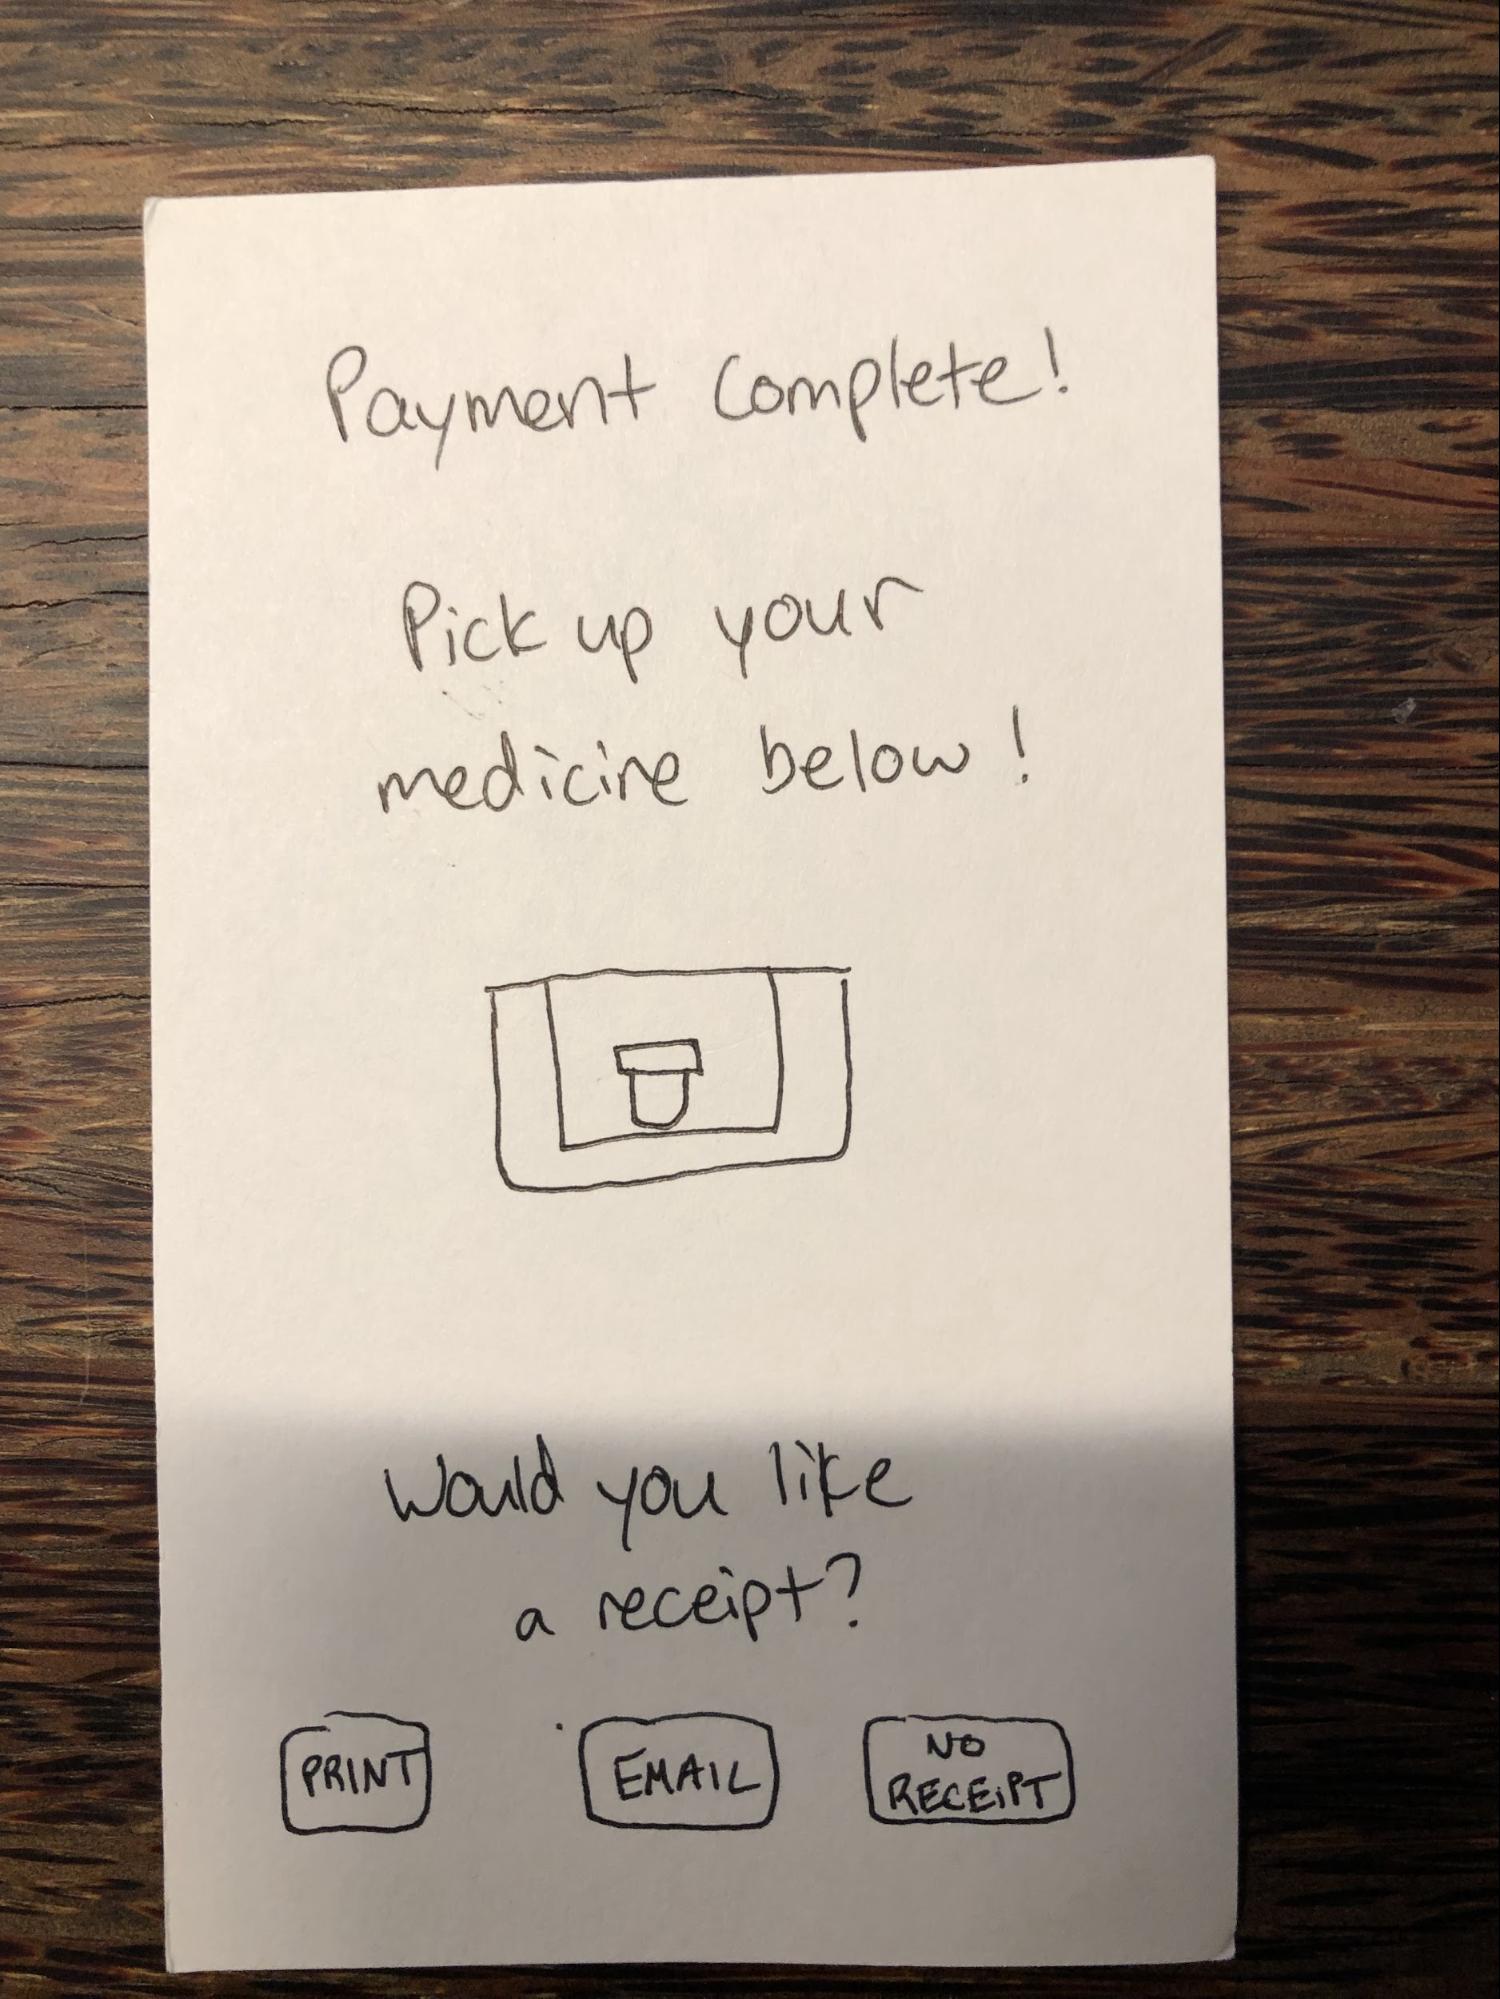 Payment Complete!
Pick up your
medicine below!
Would you like
a receipt?
PRINT
EMAIL
NO
RECEIPT